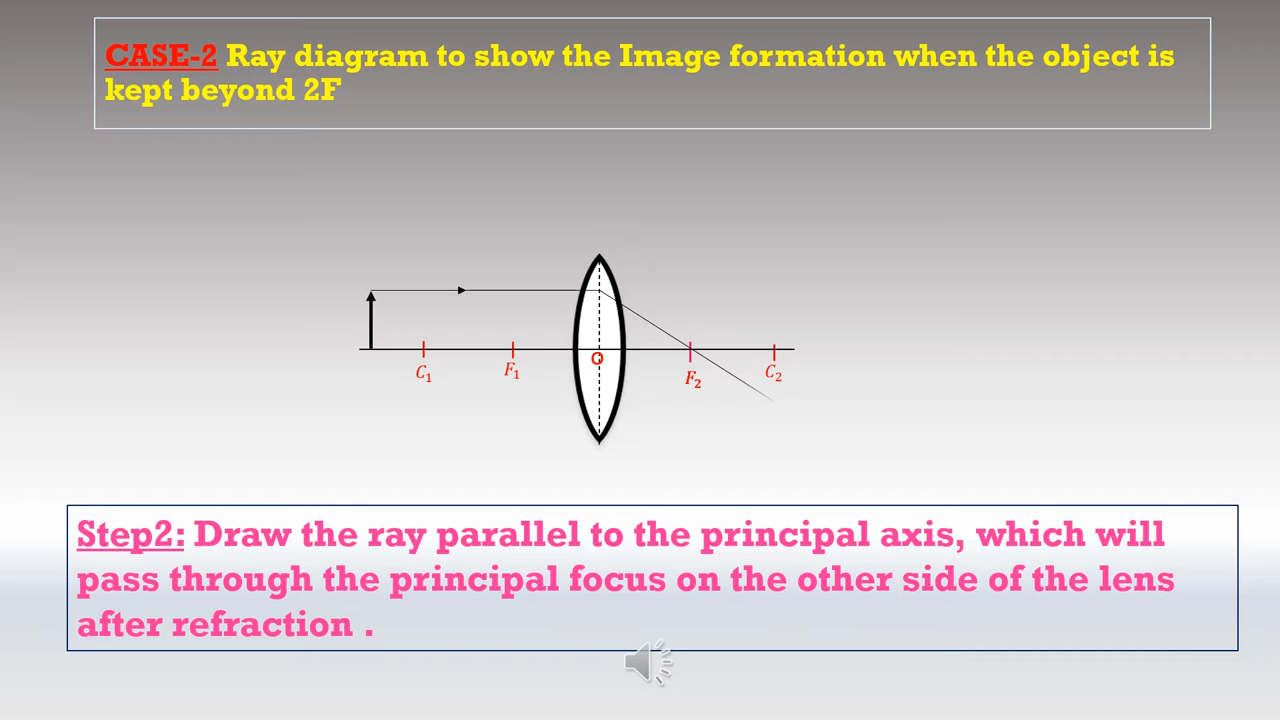 CASE-2 Ray diagram to show the Image formation when the object is
kept beyond 2F
O
C₁
F₁
F₂
C₂
Step2: Draw the ray parallel to the principal axis, which will
pass through the principal focus on the other side of the lens
after refraction .